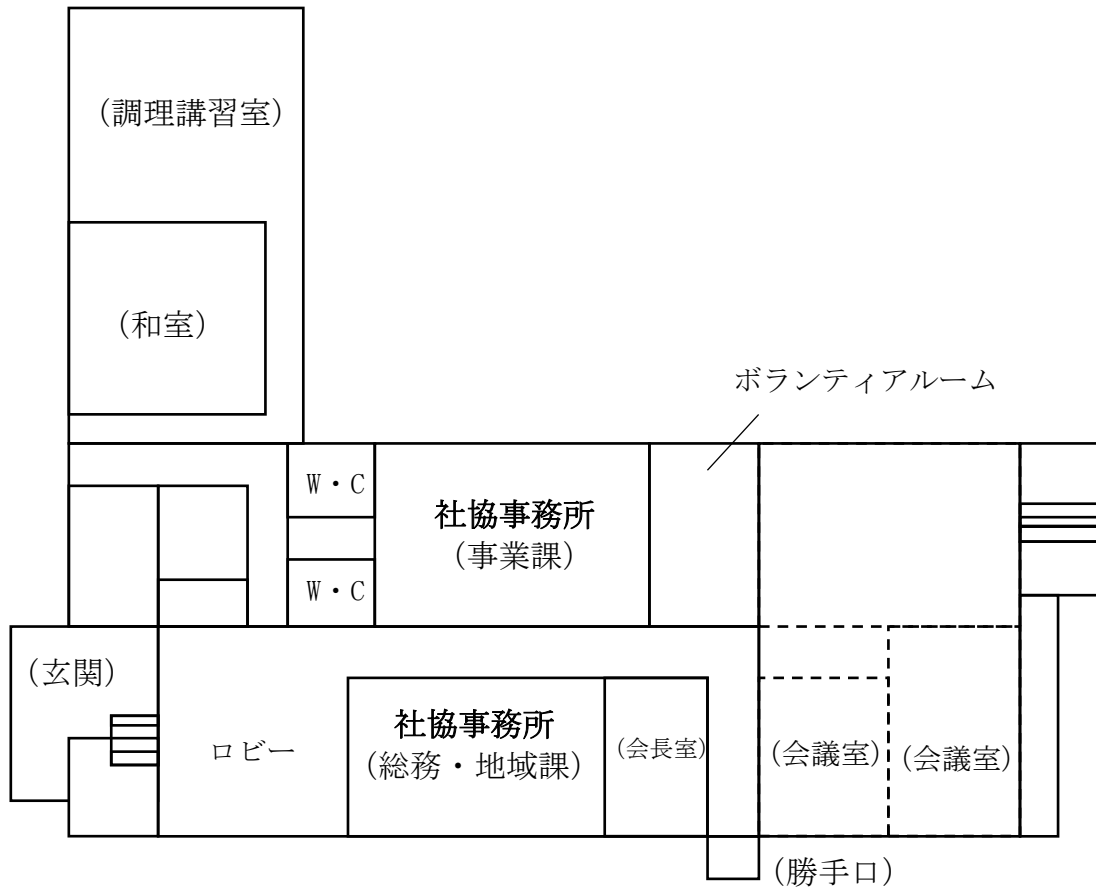 (調理講習室)
(和室)
ボランティアルーム
W・C
社協事務所
(事業課)
W・C
(玄関)
ロビー
社協事務所
(総務・地域課)
(会長室)
(会議室)
(会議室)
(勝手口)